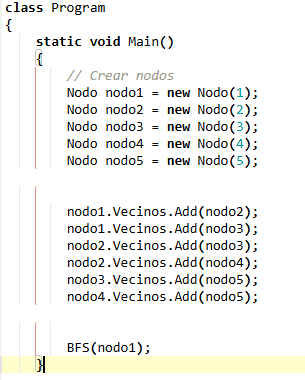 class Program
{
static void Main()
{
// Crear nodos
Nodo nodo1 = new Nodo(1);
Nodo nodo2 = new Nodo(2);
Nodo nodo3 = new Nodo(3);
Nodo nodo4 = new Nodo(4);
Nodo nodo5 = new Nodo(5);
nodo1.Vecinos.Add(nodo2);
nodo1.Vecinos.Add(nodo3);
nodo2.Vecinos.Add(nodo3);
nodo2.Vecinos.Add(nodo4);
nodo3.Vecinos.Add(nodo5);
nodo4.Vecinos.Add(nodo5);
BFS(nodo1);
}